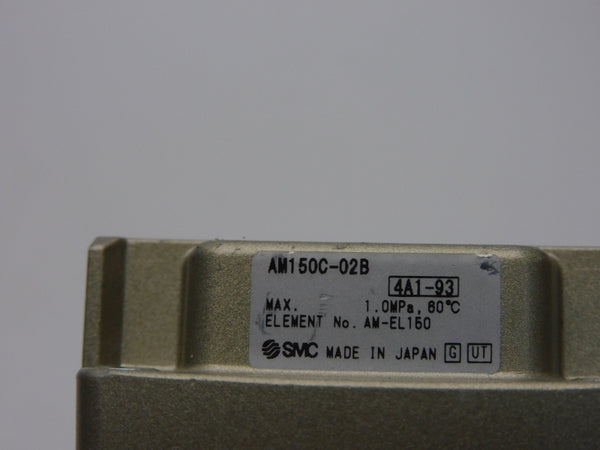 AM150C-02B
4A1-93
MAX. 1.0MPa, 60℃
ELEMENT No. AM-EL150
SMC MADE IN JAPAN G UT